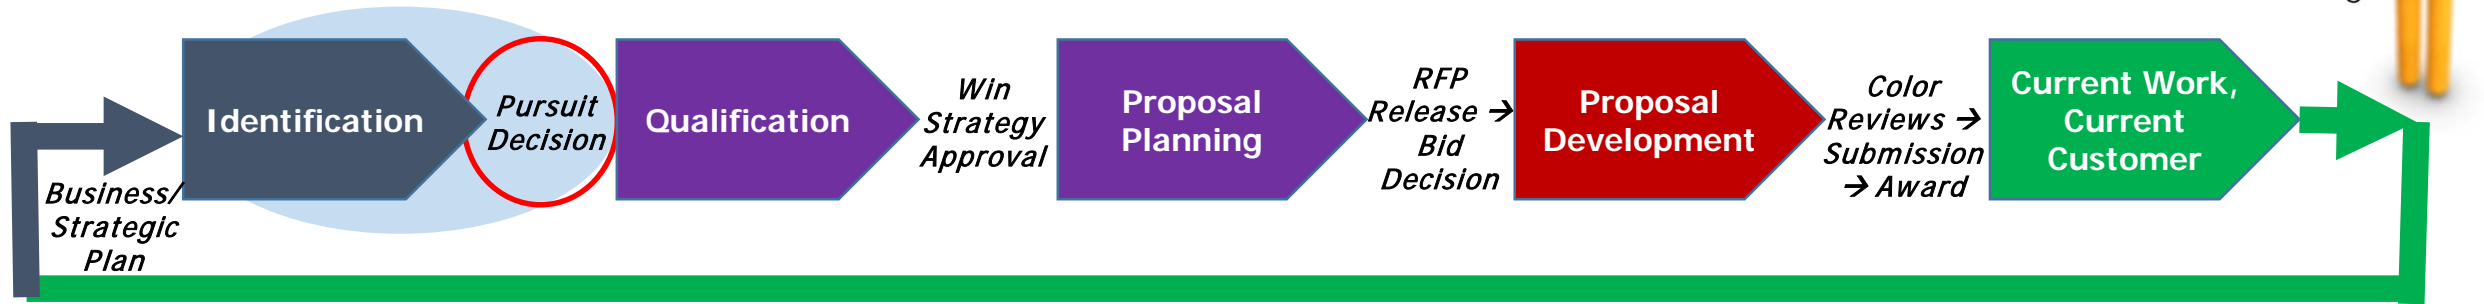 Business/
Strategic
Plan
Identification
Pursuit
Decision
Qualification
Win
Strategy
Approval
Proposal
Planning
RFP
Release →
Bid
Decision
Proposal
Development
Color
Reviews →
Submission
→ Award
Current Work,
Current
Customer